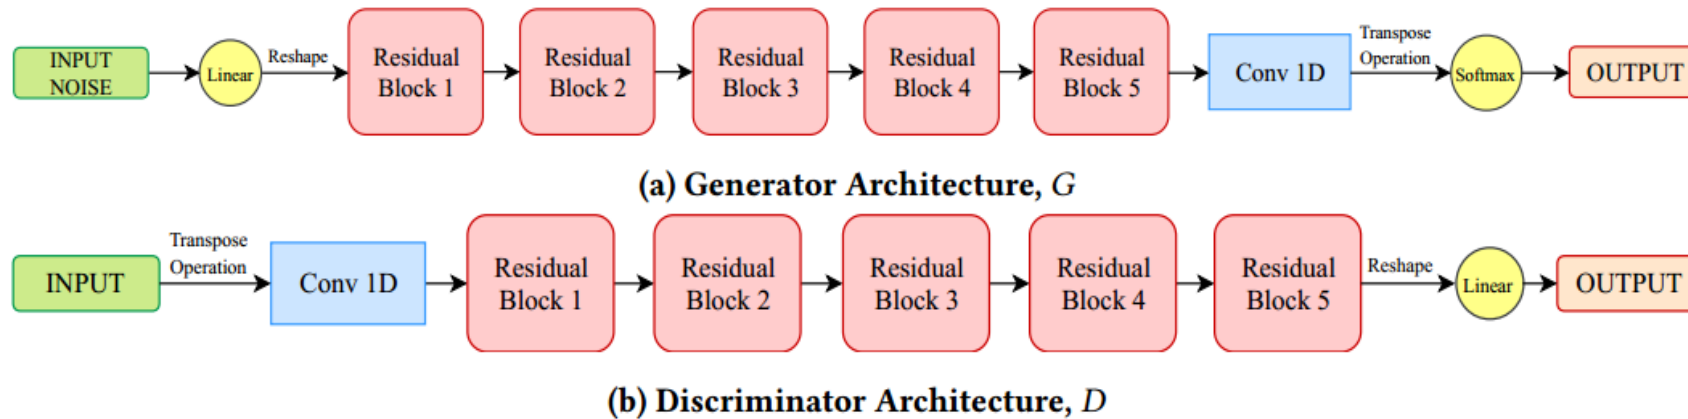 INPUT
NOISE
Linear
Reshape
Residual
Block 1
Residual
Block 2
Residual
Block 3
Residual
Block 4
Residual
Block 5
Conv 1D
Transpose
Operation
Softmax
OUTPUT
(a) Generator Architecture, G
INPUT
Transpose
Operation
Conv 1D
Residual
Block 1
Residual
Block 2
Residual
Block 3
Residual
Block 4
Residual
Block 5
Reshape
Linear
OUTPUT
(b) Discriminator Architecture, D